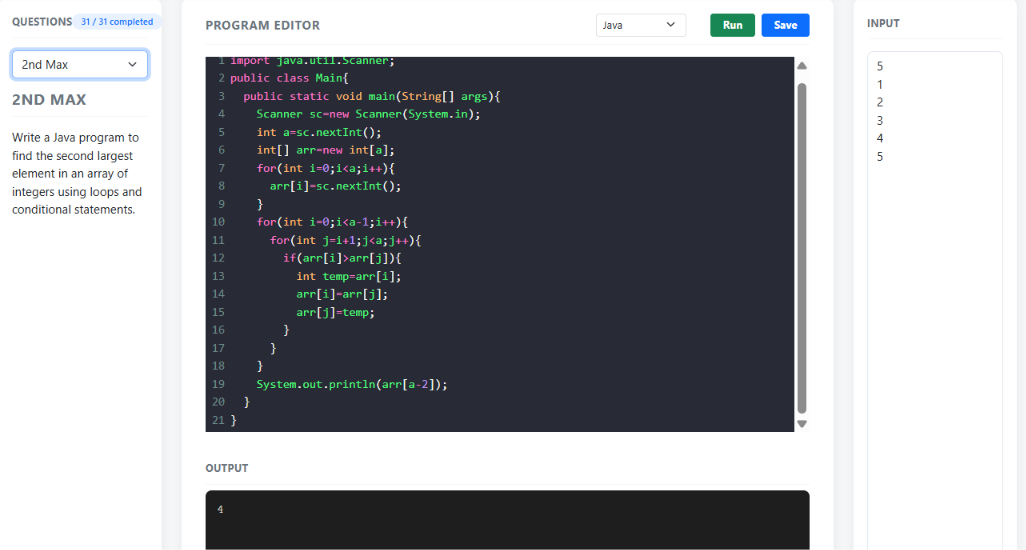 QUESTIONS 31 / 31 completed
2nd Max
2ND MAX
Write a Java program to
find the second largest
element in an array of
integers using loops and
conditional statements.
PROGRAM EDITOR
Java
Run
Save
1 import java.util.Scanner;
2 public class Main{
3   public static void main(String[] args){
4     Scanner sc=new Scanner(System.in);
5     int a=sc.nextInt();
6     int[] arr=new int[a];
7     for(int i=0;i<a;i++){
8       arr[i]=sc.nextInt();
9     }
10     for(int i=0;i<a-1;i++){
11       for(int j=i+1;j<a;j++){
12         if(arr[i]>arr[j]){
13           int temp=arr[i];
14           arr[i]=arr[j];
15           arr[j]=temp;
16         }
17       }
18     }
19     System.out.println(arr[a-2]);
20   }
21 }
OUTPUT
4
INPUT
5
1
2
3
4
5